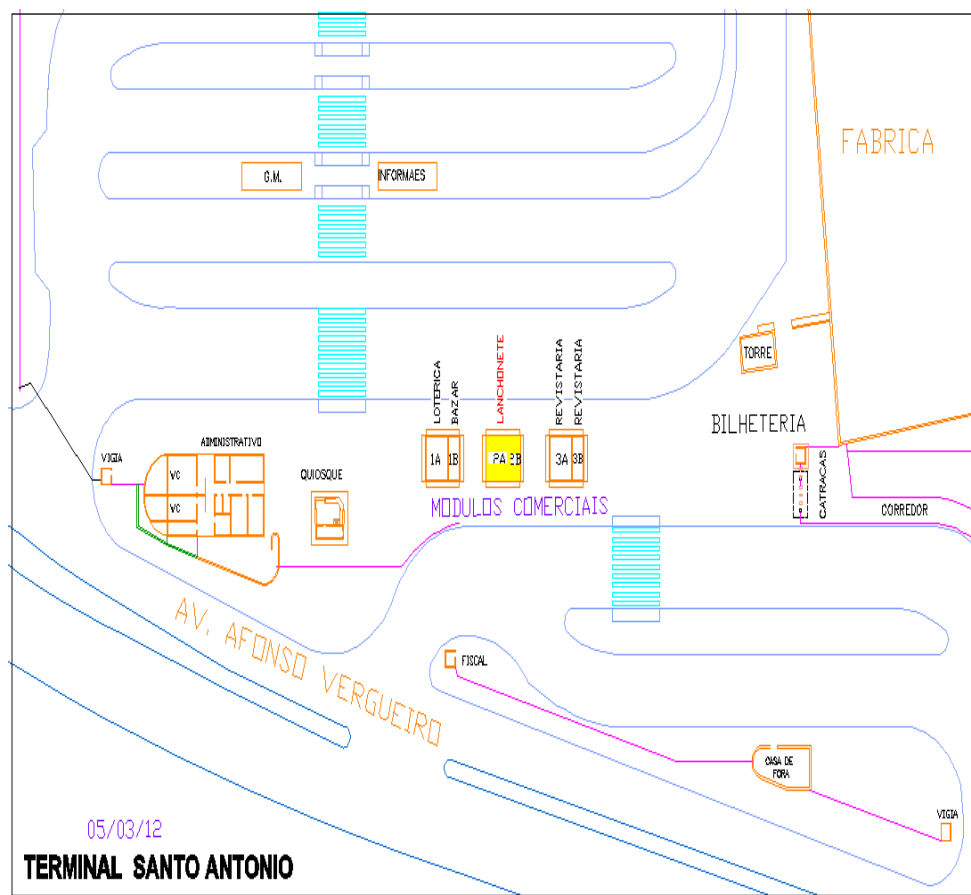 FABRICA
G.M.
INFORMAES
TORRE
LOTERICA
BAZAR
LANCHONETE
REVISTARIA
REVISTARIA
BILHETERIA
ADMINISTRATIVO
VIGIA
VC
VC
QUIOSQUE
1A 1B
2A 2B
3A 3B
MODULOS COMERCIAIS
CATRACAS
CORREDOR
AV. AFONSO VERGUEIRO
FISCAL
CASA DE
FORA
VIGIA
05/03/12
TERMINAL SANTO ANTONIO